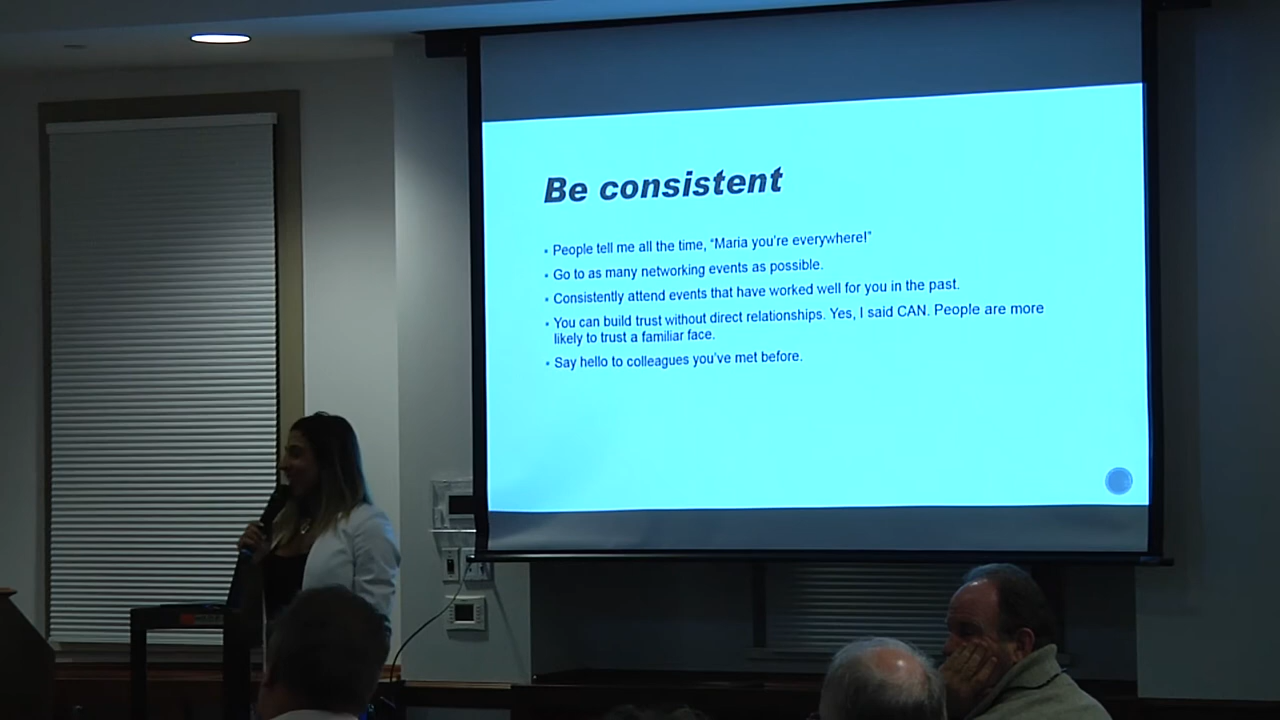 Be consistent
• People tell me all the time, "Maria you're everywhere!"
• Go to as many networking events as possible.
• Consistently attend events that have worked well for you in the past.
• You can build trust without direct relationships. Yes, I said CAN. People are more
likely to trust a familiar face.
• Say hello to colleagues you've met before.